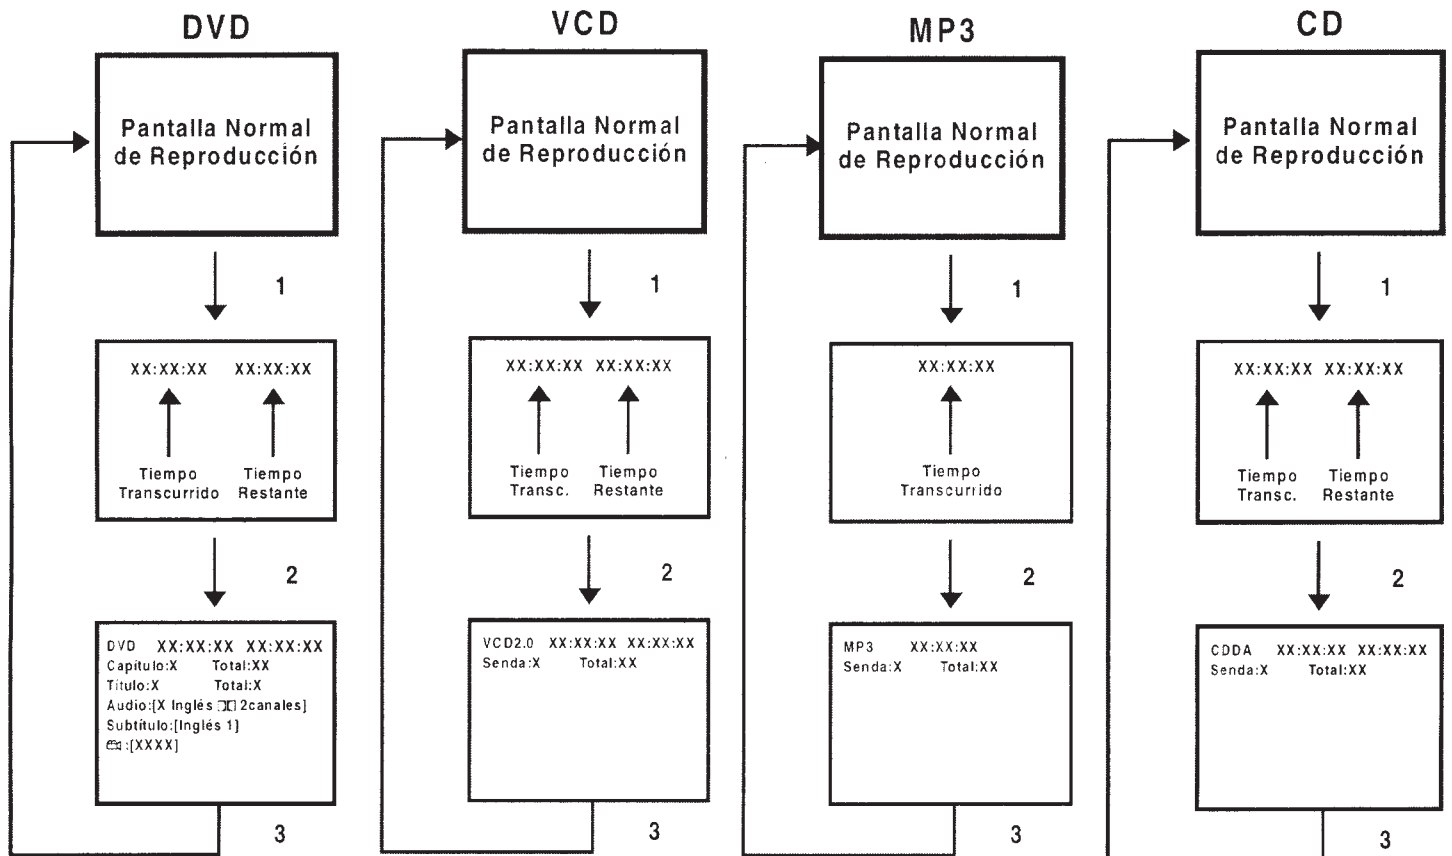 DVD
Pantalla Normal
de Reproducción
1
XX:XX:XX XX:XX:XX
Tiempo Transcurrido
Tiempo Restante
2
DVD XX:XX:XX XX:XX:XX
Capítulo:X Total:XX
Título:X Total:X
Audio:[X Inglés 2canales]
Subtítulo:[Inglés 1]
:[XXXX]
3
VCD
Pantalla Normal
de Reproducción
1
XX:XX:XX XX:XX:XX
Tiempo Transc.
Tiempo Restante
2
VCD2.0 XX:XX:XX XX:XX:XX
Senda:X Total:XX
3
MP3
Pantalla Normal
de Reproducción
1
XX:XX:XX
Tiempo
Transcurrido
2
MP3 XX:XX:XX
Senda:X Total:XX
3
CD
Pantalla Normal
de Reproducción
1
XX:XX:XX XX:XX:XX
Tiempo Transc.
Tiempo Restante
2
CDDA XX:XX:XX XX:XX:XX
Senda:X Total:XX
3